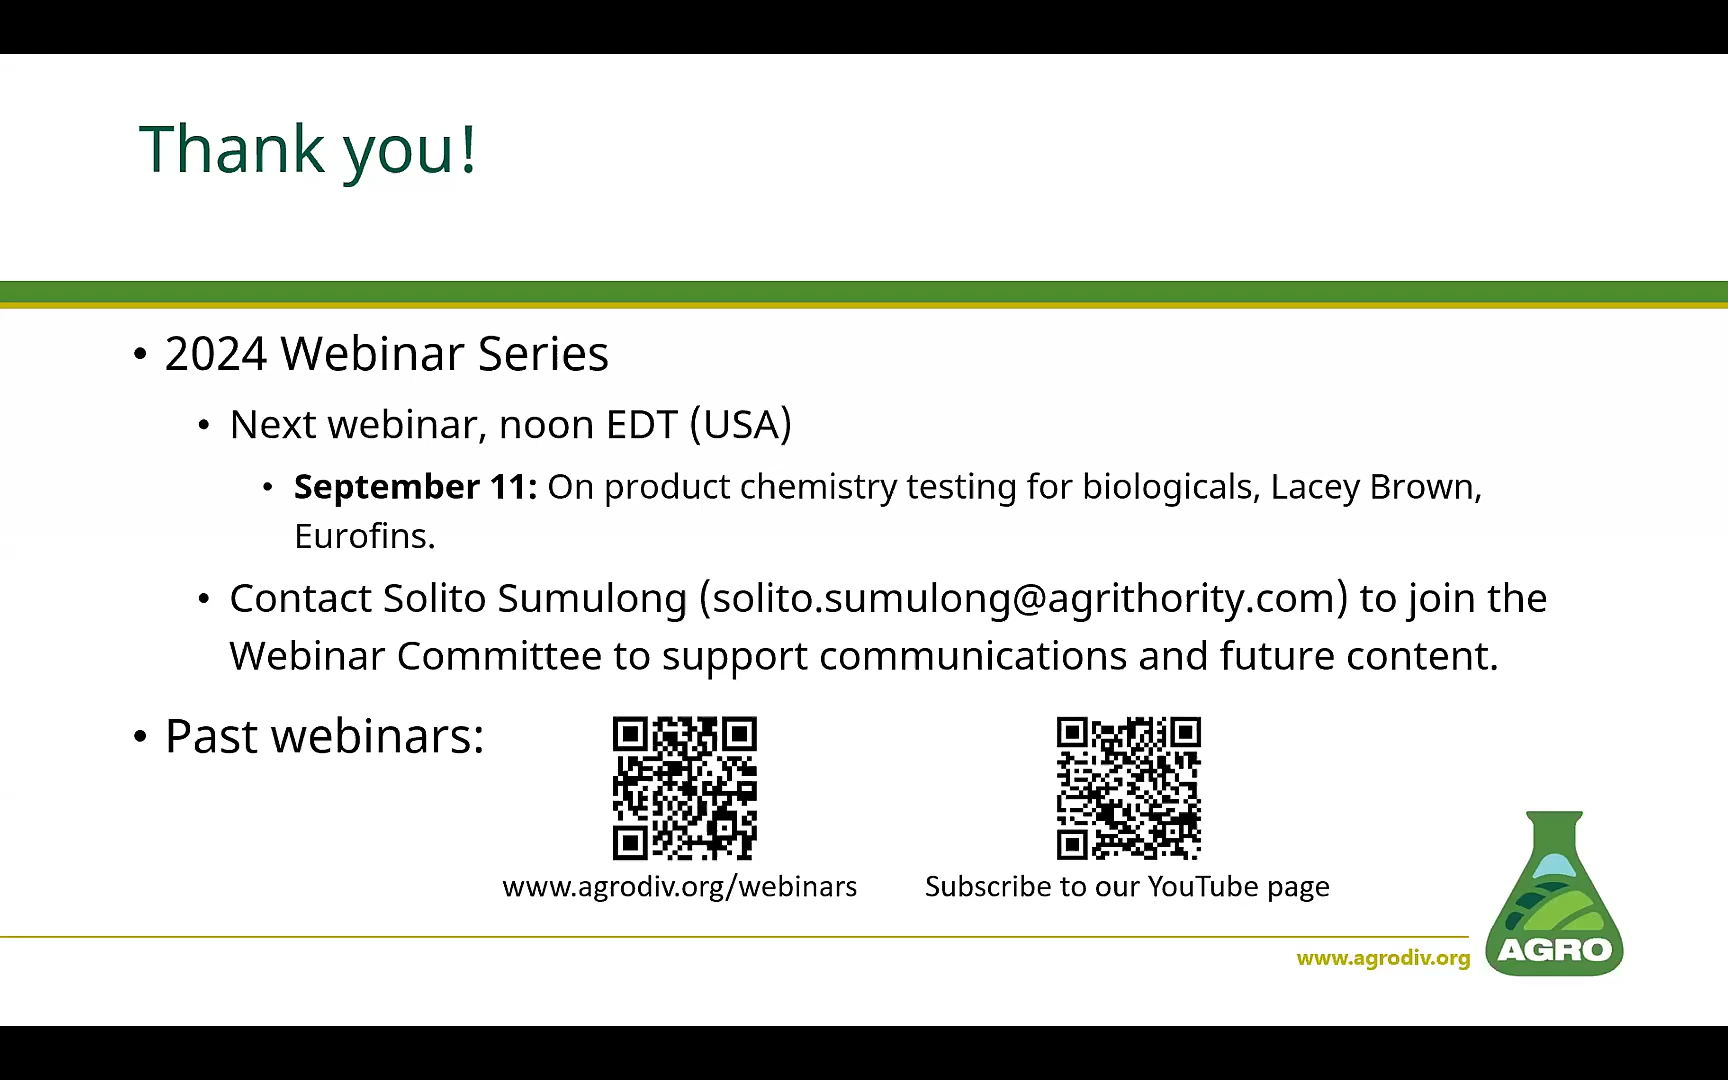 Thank you!
• 2024 Webinar Series
• Next webinar, noon EDT (USA)
• September 11: On product chemistry testing for biologicals, Lacey Brown,
Eurofins.
• Contact Solito Sumulong (solito.sumulong@agrithority.com) to join the
Webinar Committee to support communications and future content.
• Past webinars:
www.agrodiv.org/webinars
Subscribe to our YouTube page
www.agrodiv.org
AGRO